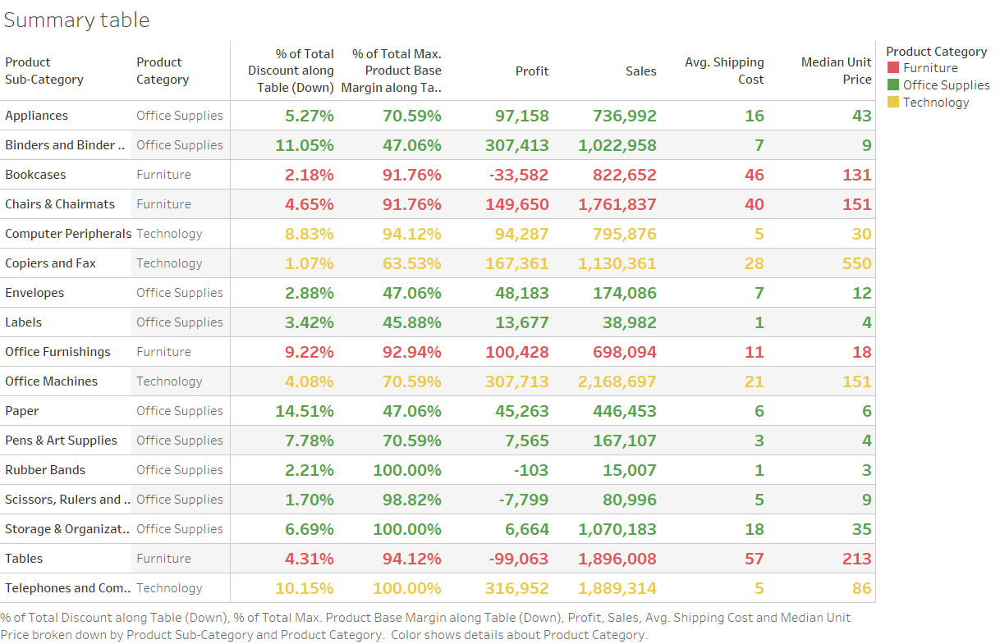 Summary table
Product Sub-Category Product Category % of Total Discount along Table (Down) % of Total Max. Product Base Margin along Ta.. Profit Sales Avg. Shipping Cost Median Unit Price
Appliances Office Supplies 5.27% 70.59% 97,158 736,992 16 43
Binders and Binder .. Office Supplies 11.05% 47.06% 307,413 1,022,958 7 9
Bookcases Furniture 2.18% 91.76% -33,582 822,652 46 131
Chairs & Chairmats Furniture 4.65% 91.76% 149,650 1,761,837 40 151
Computer Peripherals Technology 8.83% 94.12% 94,287 795,876 5 30
Copiers and Fax Technology 1.07% 63.53% 167,361 1,130,361 28 550
Envelopes Office Supplies 2.88% 47.06% 48,183 174,086 7 12
Labels Office Supplies 3.42% 45.88% 13,677 38,982 1 4
Office Furnishings Furniture 9.22% 92.94% 100,428 698,094 11 18
Office Machines Technology 4.08% 70.59% 307,713 2,168,697 21 151
Paper Office Supplies 14.51% 47.06% 45,263 446,453 6 6
Pens & Art Supplies Office Supplies 7.78% 70.59% 7,565 167,107 3 4
Rubber Bands Office Supplies 2.21% 100.00% -103 15,007 1 3
Scissors, Rulers and .. Office Supplies 1.70% 98.82% -7,799 80,996 5 9
Storage & Organizat.. Office Supplies 6.69% 100.00% 6,664 1,070,183 18 35
Tables Furniture 4.31% 94.12% -99,063 1,896,008 57 213
Telephones and Com.. Technology 10.15% 100.00% 316,952 1,889,314 5 86
Product Category
Furniture
Office Supplies
Technology
% of Total Discount along Table (Down), % of Total Max. Product Base Margin along Table (Down), Profit, Sales, Avg. Shipping Cost and Median Unit
Price broken down by Product Sub-Category and Product Category. Color shows details about Product Category.